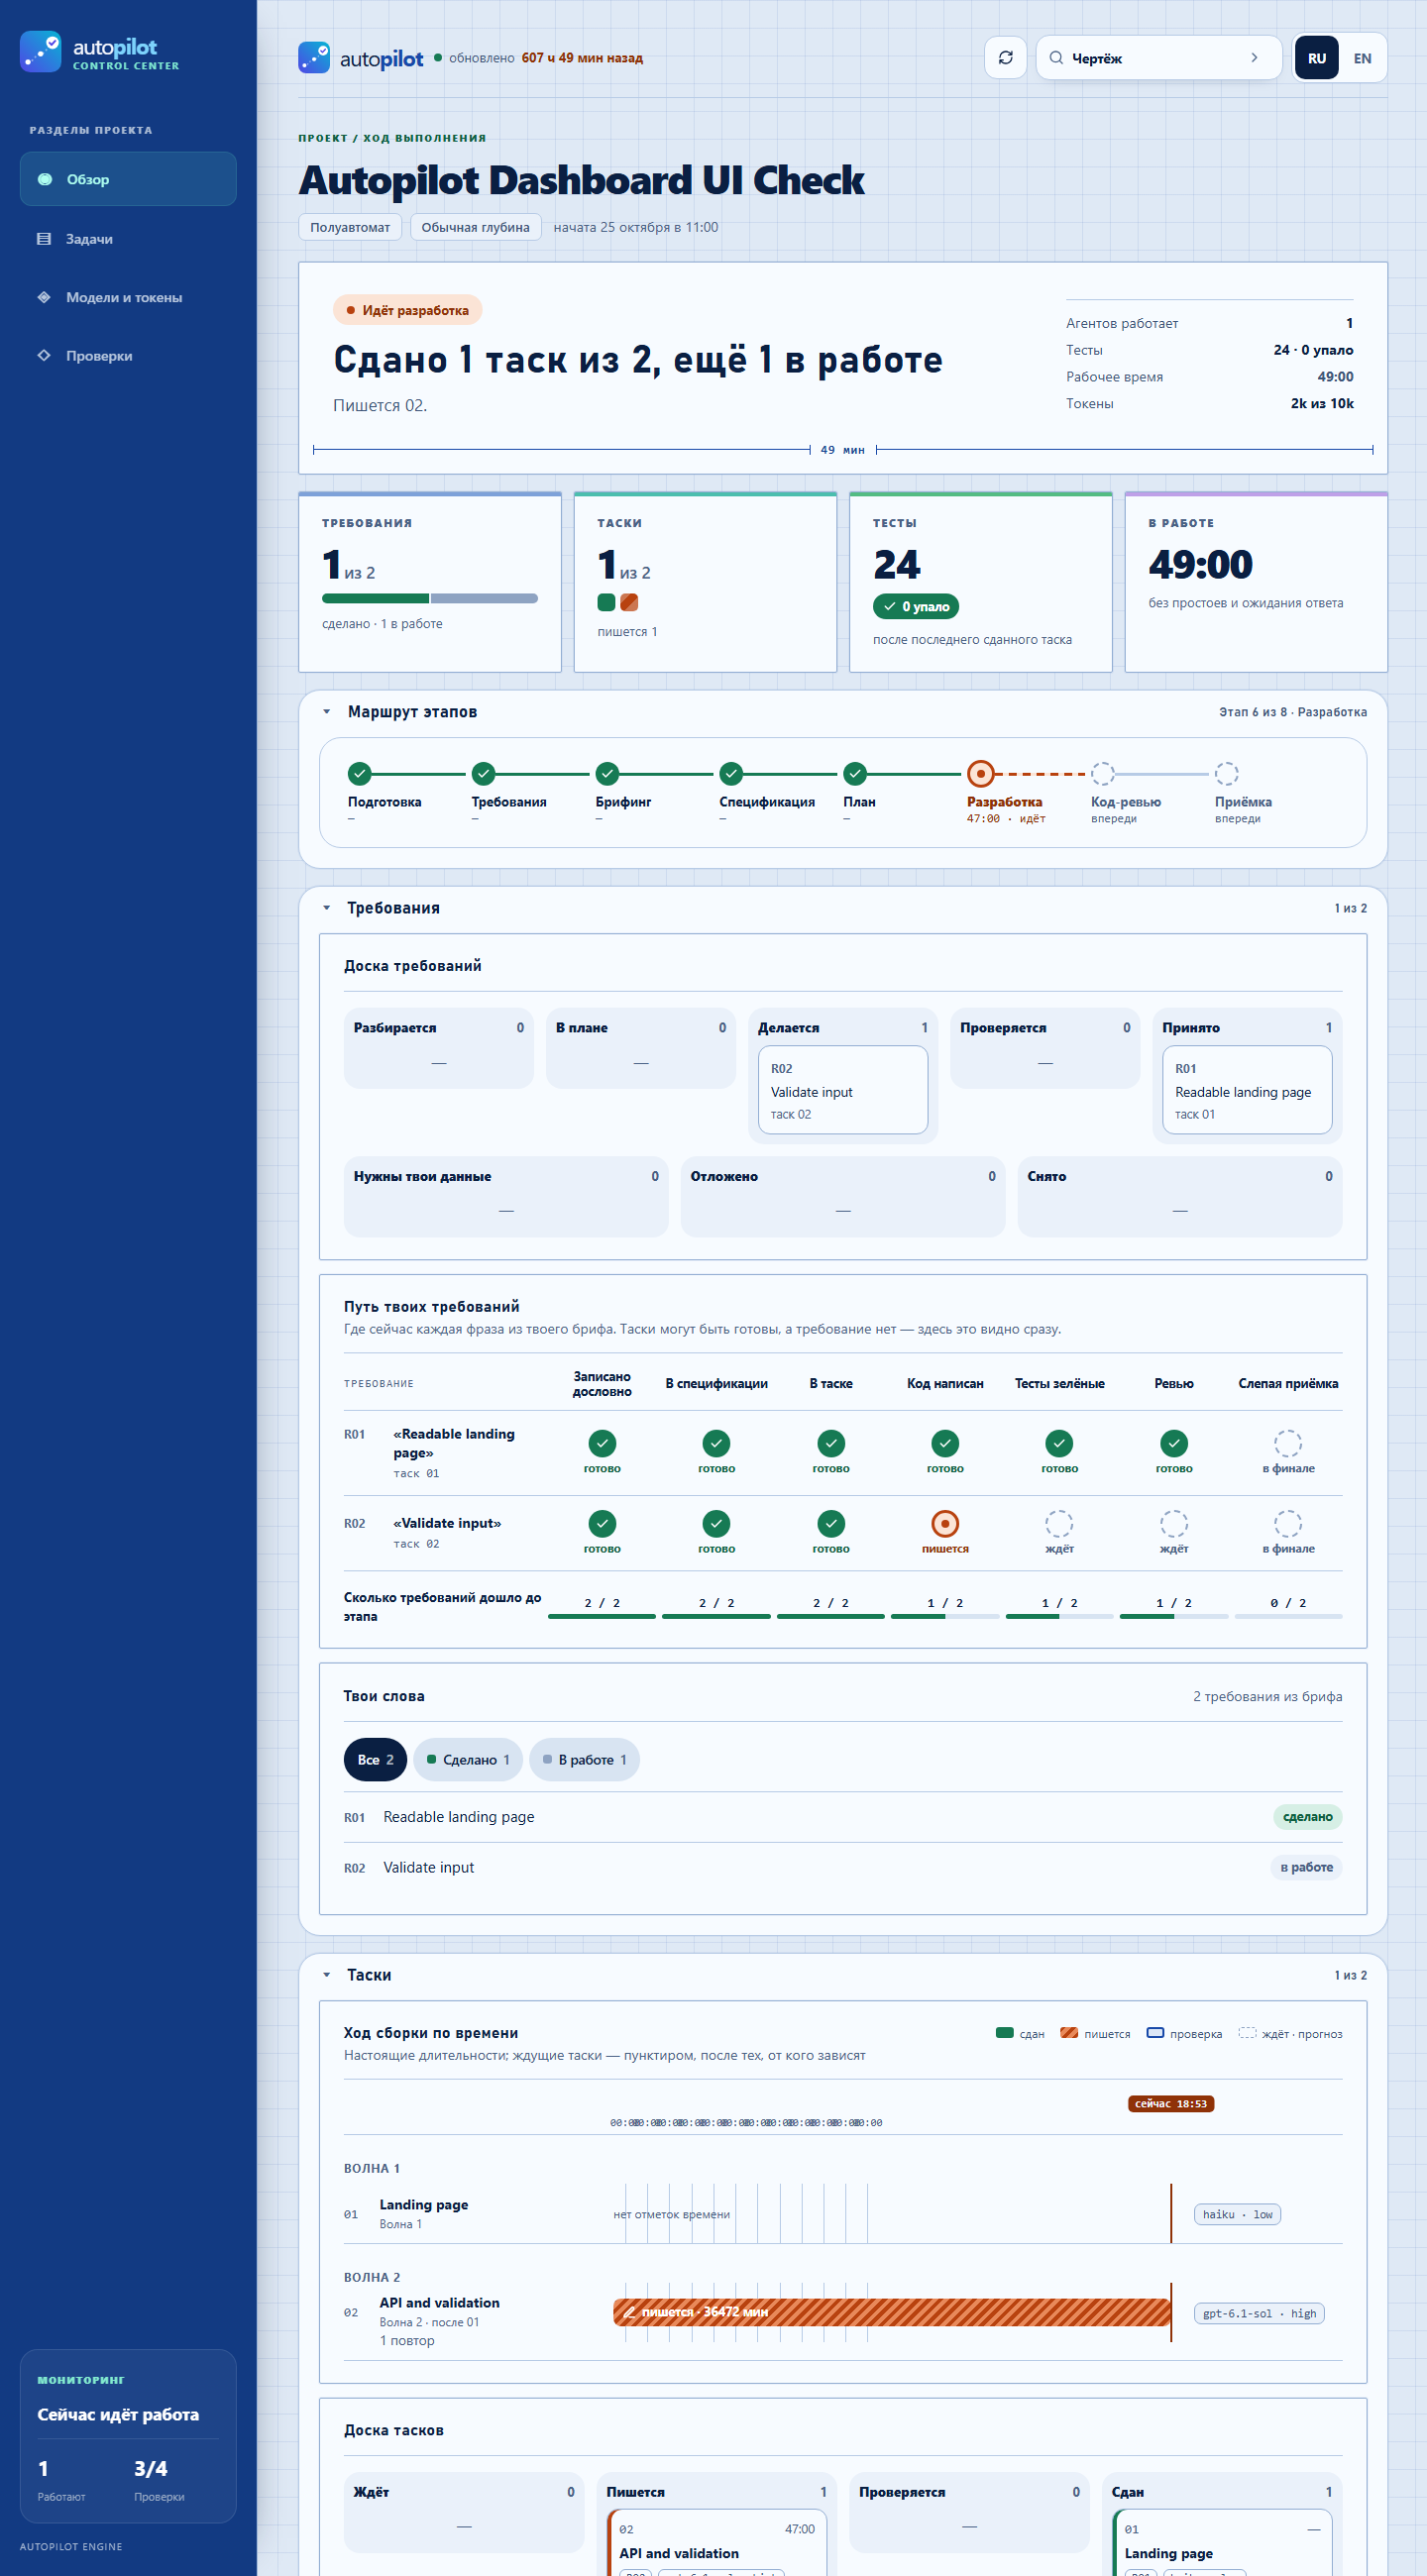 autopilot
CONTROL CENTER
РАЗДЕЛЫ ПРОЕКТА
Обзор
Задачи
Модели и токены
Проверки
МОНИТОРИНГ
Сейчас идёт работа
1 3/4
Работают Проверки
AUTOPILOT ENGINE
autopilot обновлено 607 ч 49 мин назад
Чертёж
RU EN
ПРОЕКТ / ХОД ВЫПОЛНЕНИЯ
Autopilot Dashboard UI Check
Полуавтомат Обычная глубина начата 25 октября в 11:00
Идёт разработка
Сдано 1 таск из 2, ещё 1 в работе
Пишется 02.
Агентов работает 1
Тесты 24 · 0 упало
Рабочее время 49:00
Токены 2k из 10k
49 мин
ТРЕБОВАНИЯ
1 из 2
сделано · 1 в работе
ТАСКИ
1 из 2
пишется 1
ТЕСТЫ
24
0 упало
после последнего сданного таска
В РАБОТЕ
49:00
без простоев и ожидания ответа
Маршрут этапов Этап 6 из 8 · Разработка
Подготовка Требования Брифинг Спецификация План Разработка Код-ревью Приёмка
— — — — — 47:00 · идёт впереди впереди
Требования 1 из 2
Доска требований
Разбирается 0 В плане 0 Делается 1 Проверяется 0 Принято 1
— — —
R02
Validate input
таск 02
R01
Readable landing page
таск 01
Нужны твои данные 0 Отложено 0 Снято 0
— — —
Путь твоих требований
Где сейчас каждая фраза из твоего брифа. Таски могут быть готовы, а требование нет — здесь это видно сразу.
ТРЕБОВАНИЕ Записано дословно В спецификации В таске Код написан Тесты зелёные Ревью Слепая приёмка
R01 «Readable landing page»
таск 01
готово готово готово готово готово готово в финале
R02 «Validate input»
таск 02
готово готово готово пишется ждёт ждёт в финале
Сколько требований дошло до этапа
2 / 2 2 / 2 2 / 2 1 / 2 1 / 2 1 / 2 0 / 2
Твои слова 2 требования из брифа
Все 2 Сделано 1 В работе 1
R01 Readable landing page сделано
R02 Validate input в работе
Таски 1 из 2
Ход сборки по времени сдан пишется проверка ждёт · прогноз
Настоящие длительности; ждущие таски — пунктиром, после тех, от кого зависят
сейчас 18:53
ВОЛНА 1
01 Landing page
Волна 1
нет отметок времени
haiku · low
ВОЛНА 2
02 API and validation
Волна 2 · после 01
1 повтор
пишется · 36472 мин
gpt-6.1-sol · high
Доска тасков
Ждёт 0 Пишется 1 Проверяется 0 Сдан 1
— —
02 47:00
API and validation
01 —
Landing page